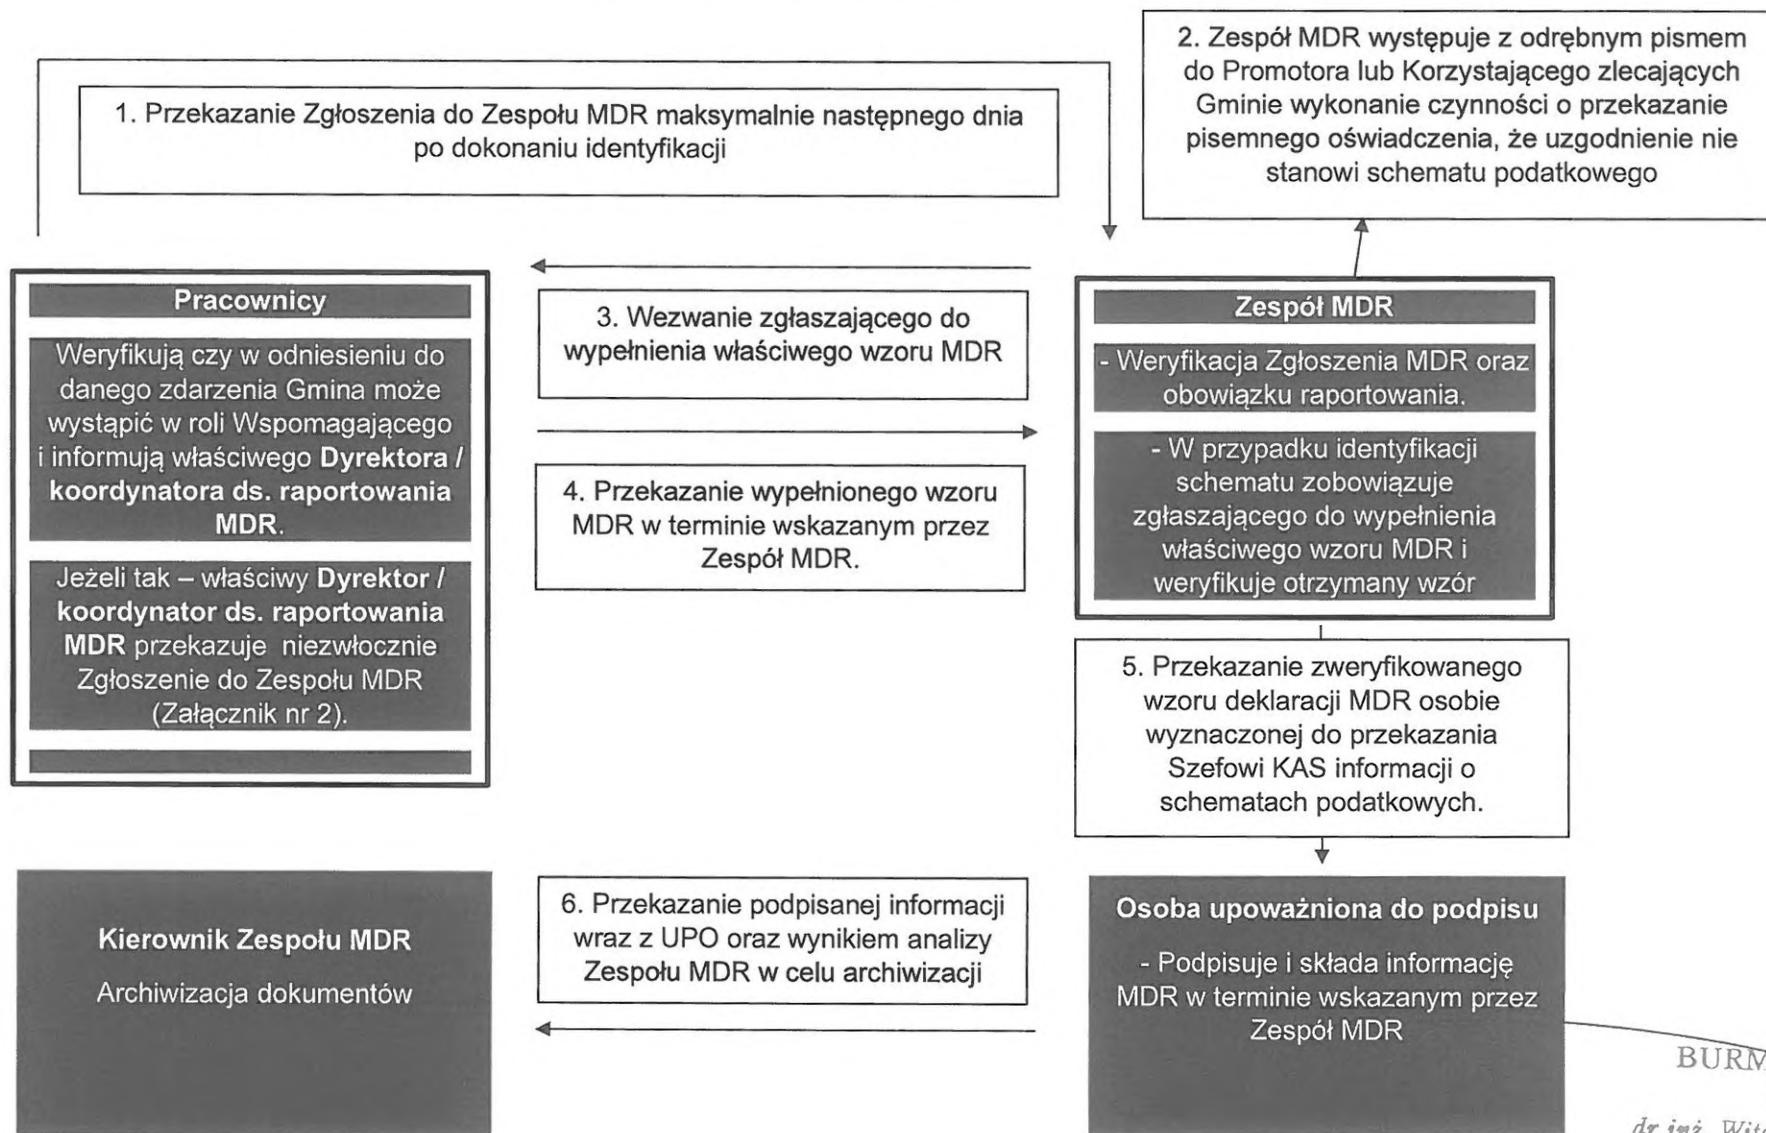 1. Przekazanie Zgłoszenia do Zespołu MDR maksymalnie następnego dnia
po dokonaniu identyfikacji
2. Zespół MDR występuje z odrębnym pismem
do Promotora lub Korzystającego zlecających
Gminie wykonanie czynności o przekazanie
pisemnego oświadczenia, że uzgodnienie nie
stanowi schematu podatkowego
Pracownicy
Weryfikują czy w odniesieniu do
danego zdarzenia Gmina może
wystąpić w roli Wspomagającego
i informują właściwego Dyrektora /
koordynatora ds. raportowania
MDR.
Jeżeli tak – właściwy Dyrektor /
koordynator ds. raportowania
MDR przekazuje niezwłocznie
Zgłoszenie do Zespołu MDR
(Załącznik nr 2).
3. Wezwanie zgłaszającego do
wypełnienia właściwego wzoru MDR
4. Przekazanie wypełnionego wzoru
MDR w terminie wskazanym przez
Zespół MDR.
Zespół MDR
- Weryfikacja Zgłoszenia MDR oraz
obowiązku raportowania.
- W przypadku identyfikacji
schematu zobowiązuje
zgłaszającego do wypełnienia
właściwego wzoru MDR i
weryfikuje otrzymany wzór
5. Przekazanie zweryfikowanego
wzoru deklaracji MDR osobie
wyznaczonej do przekazania
Szefowi KAS informacji o
schematach podatkowych.
Kierownik Zespołu MDR
Archiwizacja dokumentów
6. Przekazanie podpisanej informacji
wraz z UPO oraz wynikiem analizy
Zespołu MDR w celu archiwizacji
Osoba upoważniona do podpisu
- Podpisuje i składa informację
MDR w terminie wskazanym przez
Zespół MDR
BURM
dr inż. Wito